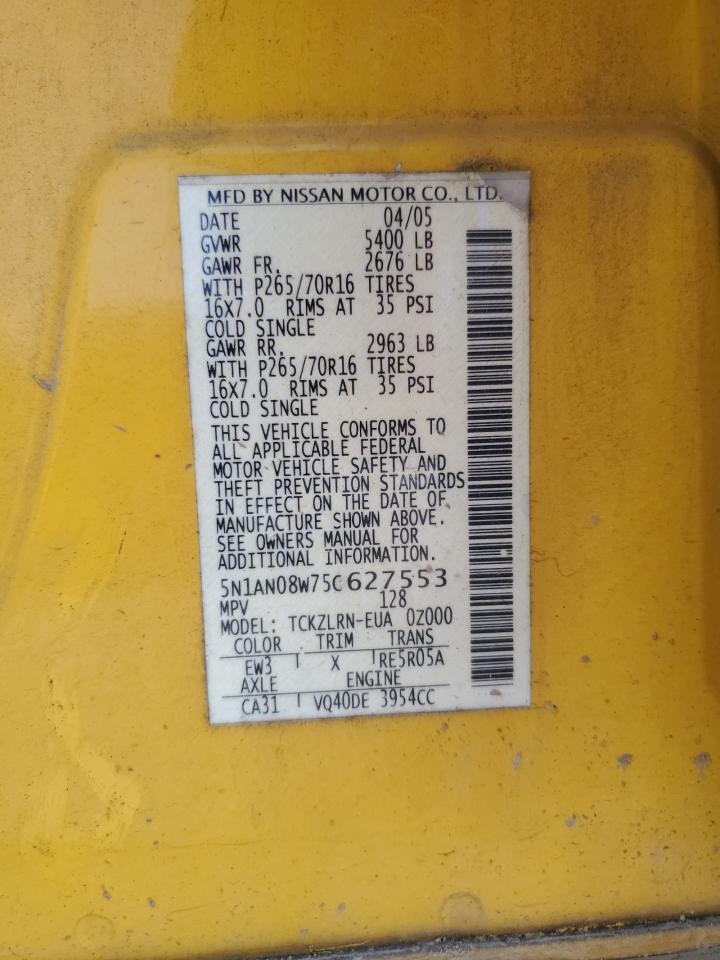 MFD BY NISSAN MOTOR CO., LTD.
DATE 04/05
GVWR 5400 LB
GAWR FR. 2676 LB
WITH P265/70R16 TIRES
16X7.0 RIMS AT 35 PSI
COLD SINGLE
GAWR RR. 2963 LB
WITH P265/70R16 TIRES
16X7.0 RIMS AT 35 PSI
COLD SINGLE
THIS VEHICLE CONFORMS TO
ALL APPLICABLE FEDERAL
MOTOR VEHICLE SAFETY AND
THEFT PREVENTION STANDARDS
IN EFFECT ON THE DATE OF
MANUFACTURE SHOWN ABOVE.
SEE OWNERS MANUAL FOR
ADDITIONAL INFORMATION.
5N1AN08W75C627553
MPV 128
MODEL: TCKZLRN-EUA 0Z000
COLOR TRIM TRANS
EW3 X RE5R05A
AXLE ENGINE
CA31 VQ40DE 3954CC